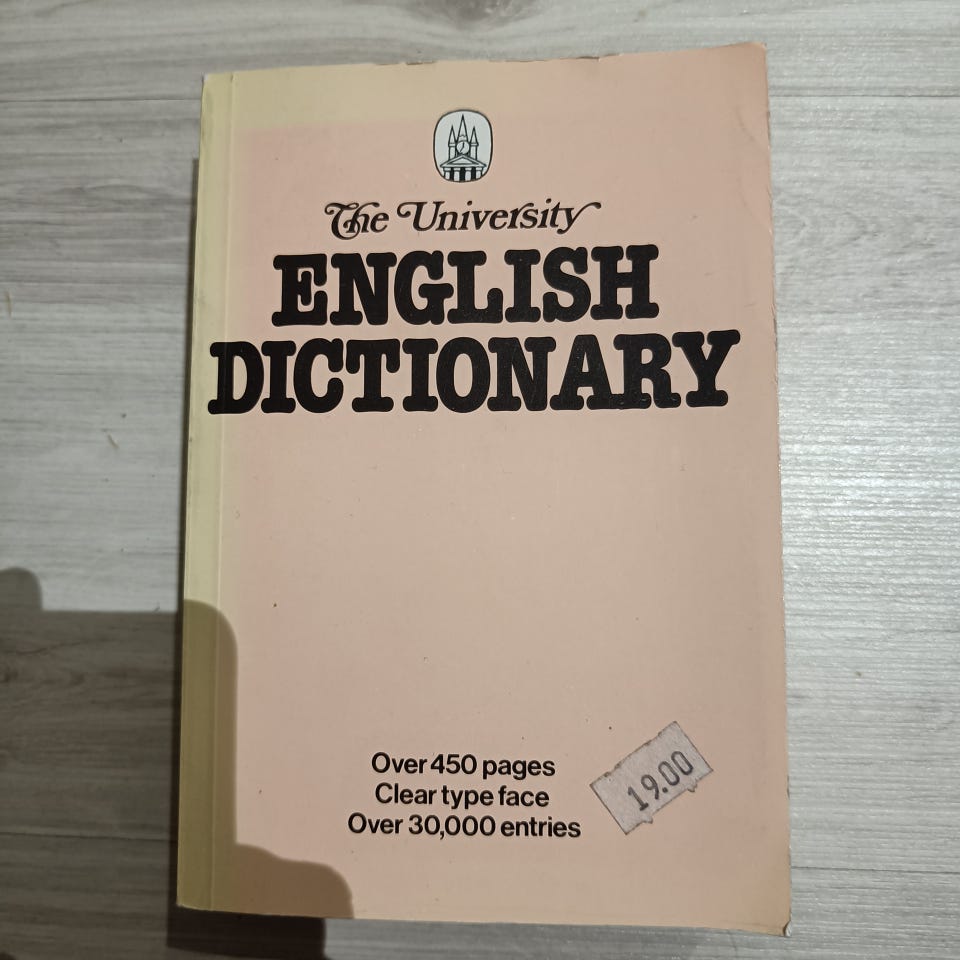 The University
ENGLISH
DICTIONARY
Over 450 pages
Clear type face
Over 30,000 entries
19.00